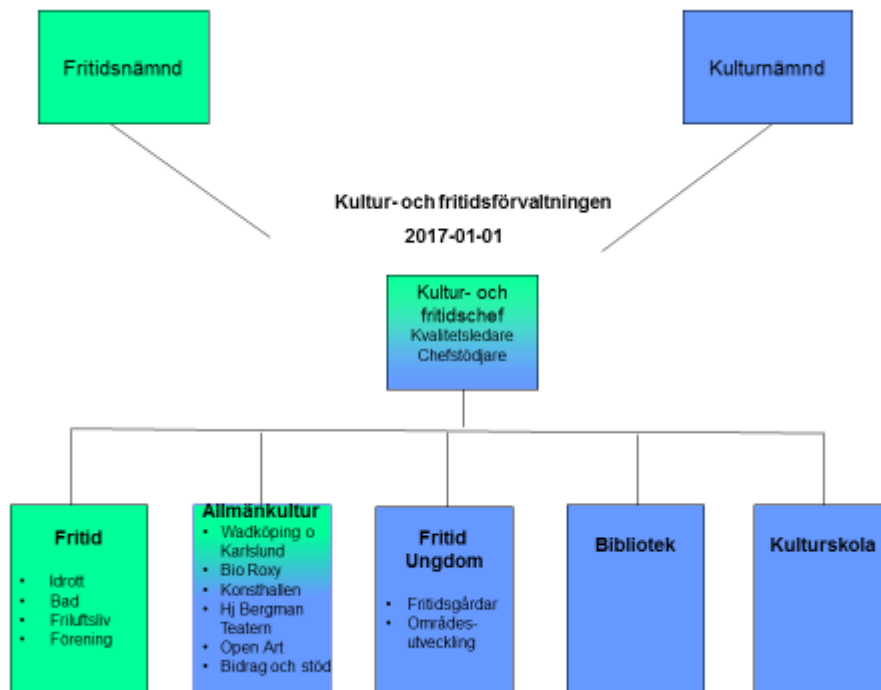 Fritidsnämnd
Kulturnämnd
Kultur- och fritidsförvaltningen
2017-01-01
Kultur- och
fritidschef
Kvalitetsledare
Chefstödjare
Fritid
• Idrott
• Bad
• Friluftsliv
• Förening
Allmänkultur
• Wadköping o
Karlslund
• Bio Roxy
• Konsthallen
• Hj Bergman
Teatern
• Open Art
• Bidrag och stöd
Fritid
Ungdom
• Fritidsgårdar
• Områdes-
utveckling
Bibliotek
Kulturskola